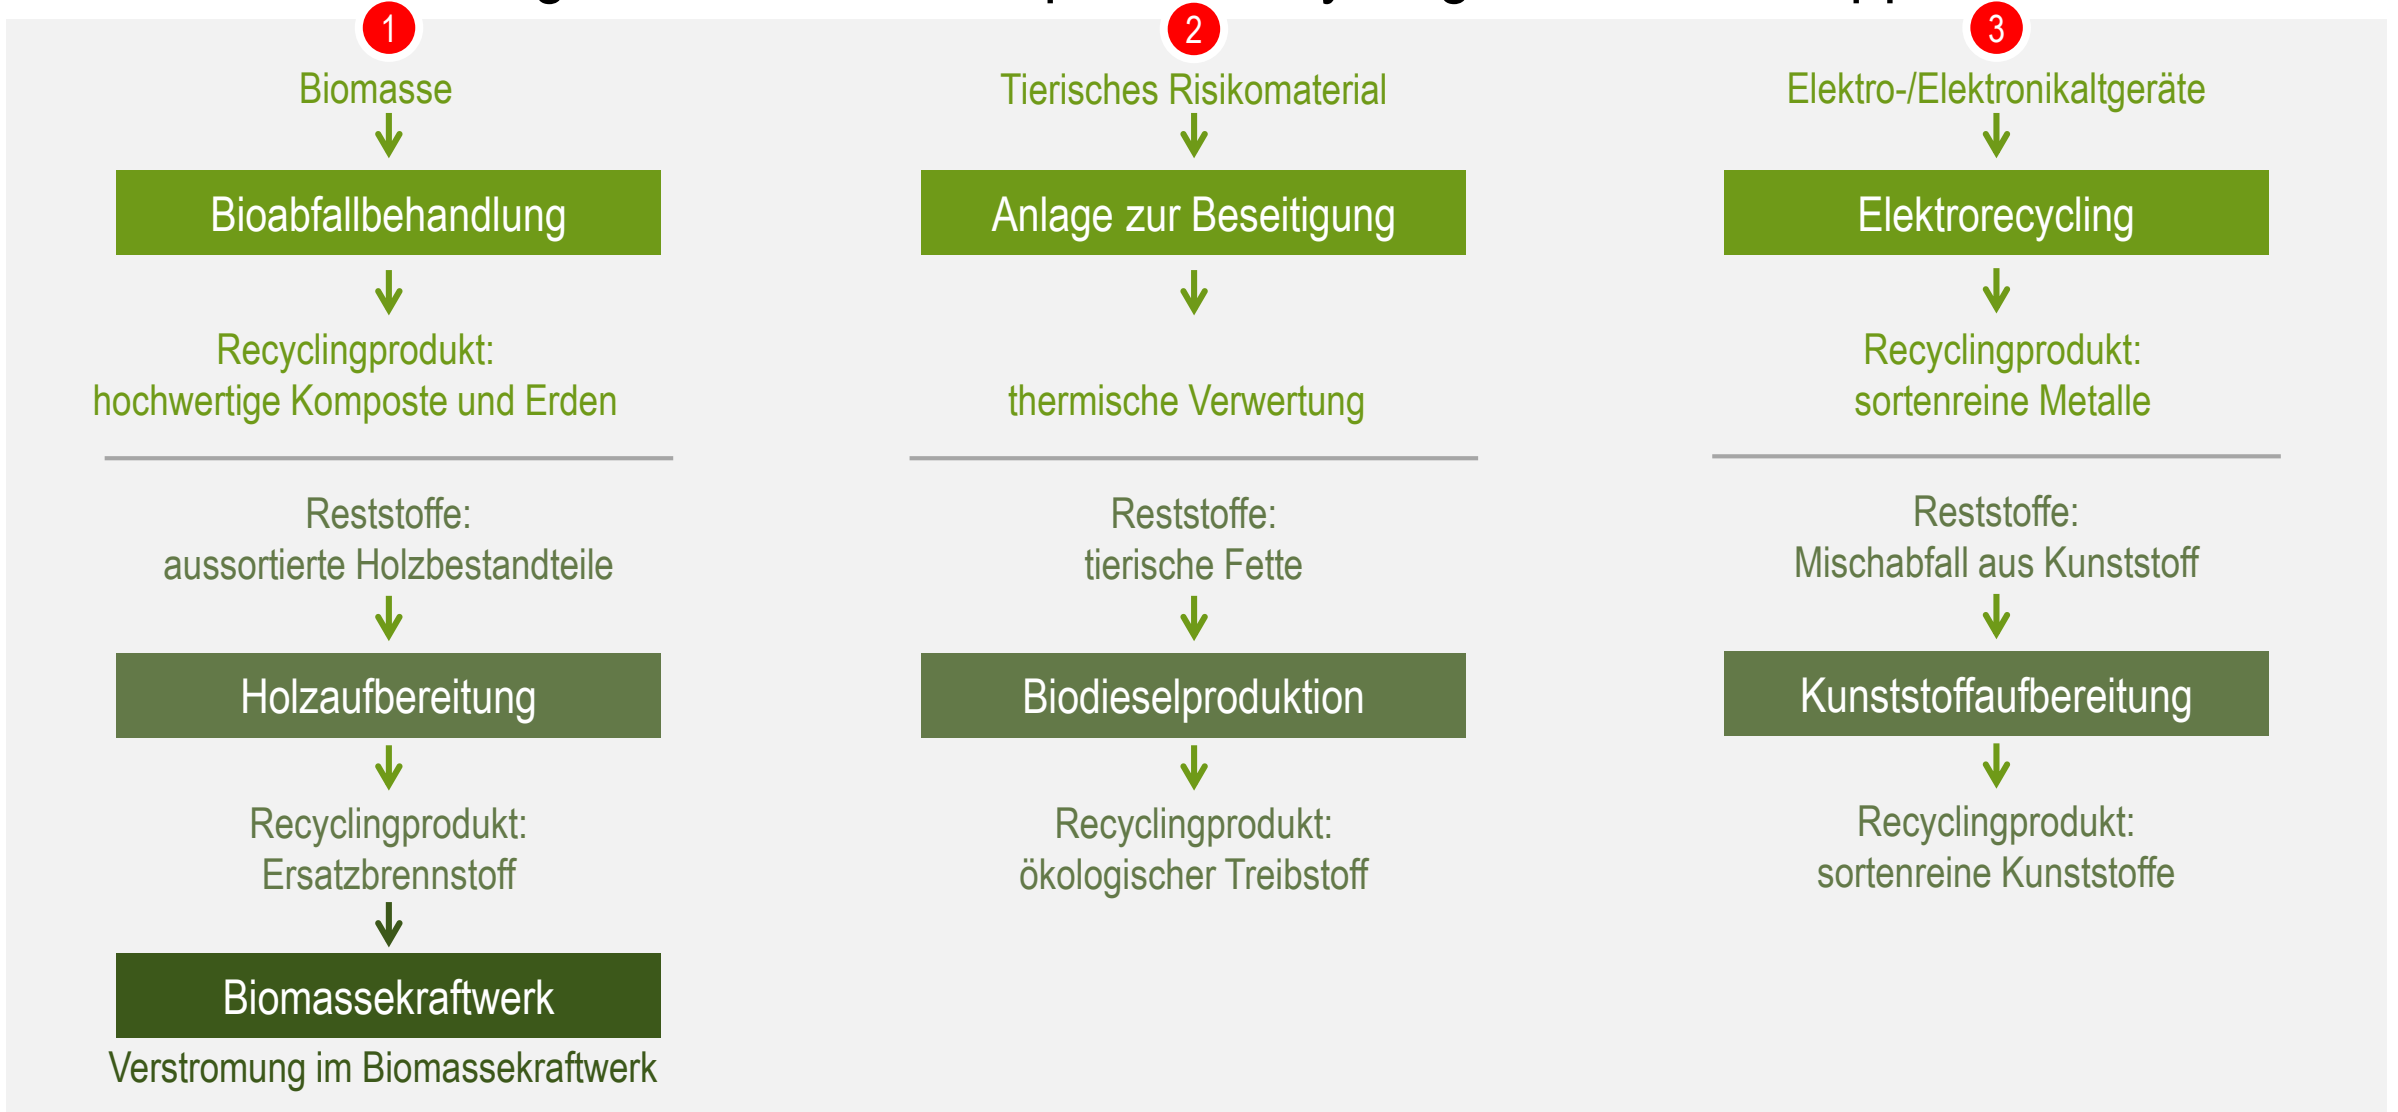 1
Biomasse
Bioabfallbehandlung
Recyclingprodukt:
hochwertige Komposte und Erden
Reststoffe:
aussortierte Holzbestandteile
Holzaufbereitung
Recyclingprodukt:
Ersatzbrennstoff
Biomassekraftwerk
Verstromung im Biomassekraftwerk
2
Tierisches Risikomaterial
Anlage zur Beseitigung
thermische Verwertung
Reststoffe:
tierische Fette
Biodieselproduktion
Recyclingprodukt:
ökologischer Treibstoff
3
Elektro-/Elektronikaltgeräte
Elektrorecycling
Recyclingprodukt:
sortenreine Metalle
Reststoffe:
Mischabfall aus Kunststoff
Kunststoffaufbereitung
Recyclingprodukt:
sortenreine Kunststoffe